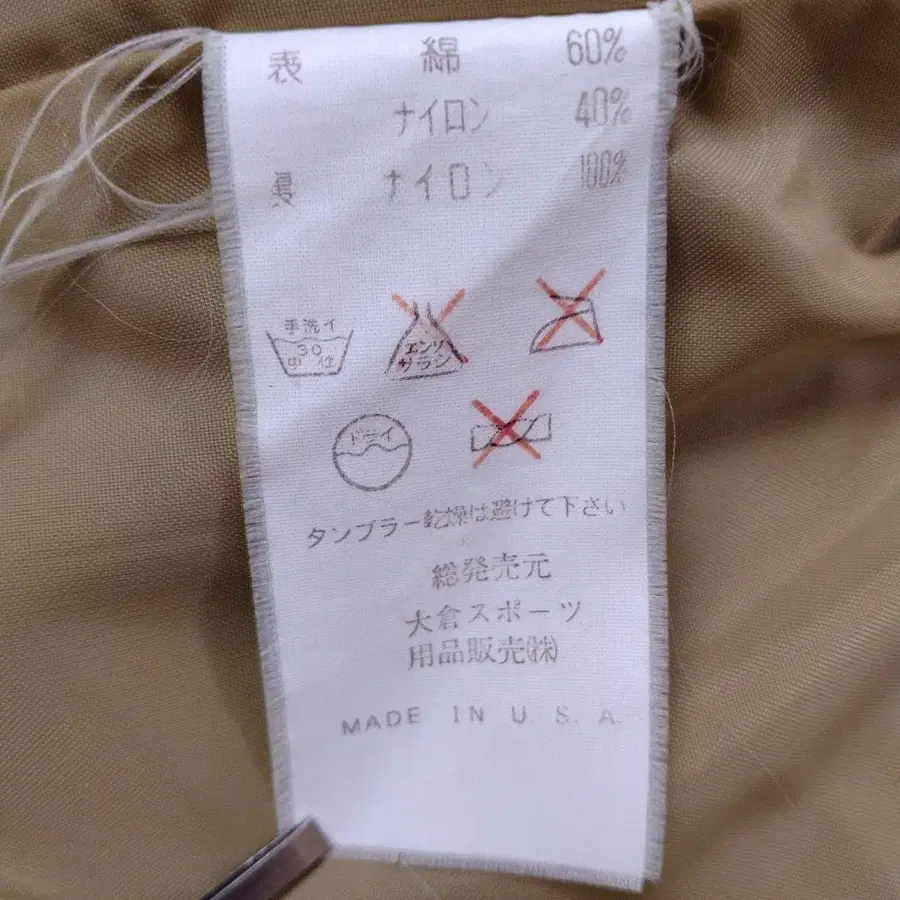 表 綿 60%
ナイロン 40%
裏 ナイロン 100%
手洗イ
30
中性
エンソ
サラシ
ドライ
タンブラー乾燥は避けて下さい
総発売元
大倉スポーツ
用品販売㈱
MADE IN U. S. A.